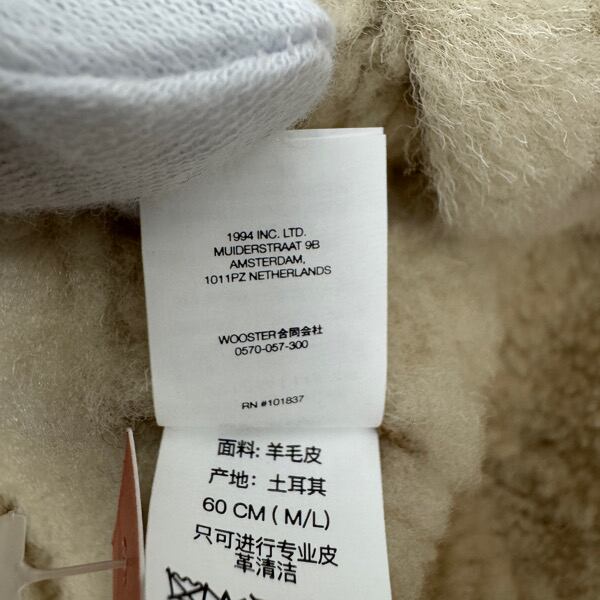 1994 INC. LTD.
MUIDERSTRAAT 9B
AMSTERDAM,
1011PZ NETHERLANDS
WOOSTER合同会社
0570-057-300
RN #101837
面料: 羊毛皮
产地: 土耳其
60 CM ( M/L)
只可进行专业皮
革清洁